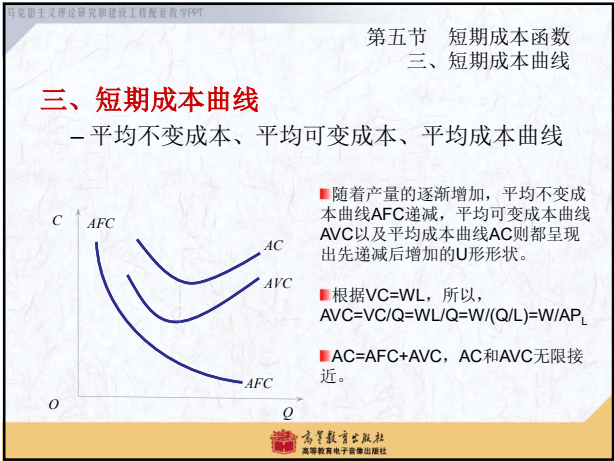 马克思主义理论研究和建设工程配套教学PPT
第五节 短期成本函数
三、短期成本曲线
三、短期成本曲线
– 平均不变成本、平均可变成本、平均成本曲线
随着产量的逐渐增加，平均不变成
本曲线AFC递减，平均可变成本曲线
AVC以及平均成本曲线AC则都呈现
出先递减后增加的U形形状。
根据VC=WL，所以，
AVC=VC/Q=WL/Q=W/(Q/L)=W/APL
AC=AFC+AVC，AC和AVC无限接
近。
C
AFC
AC
AVC
AFC
O
Q
高等教育出版社
高等教育电子音像出版社